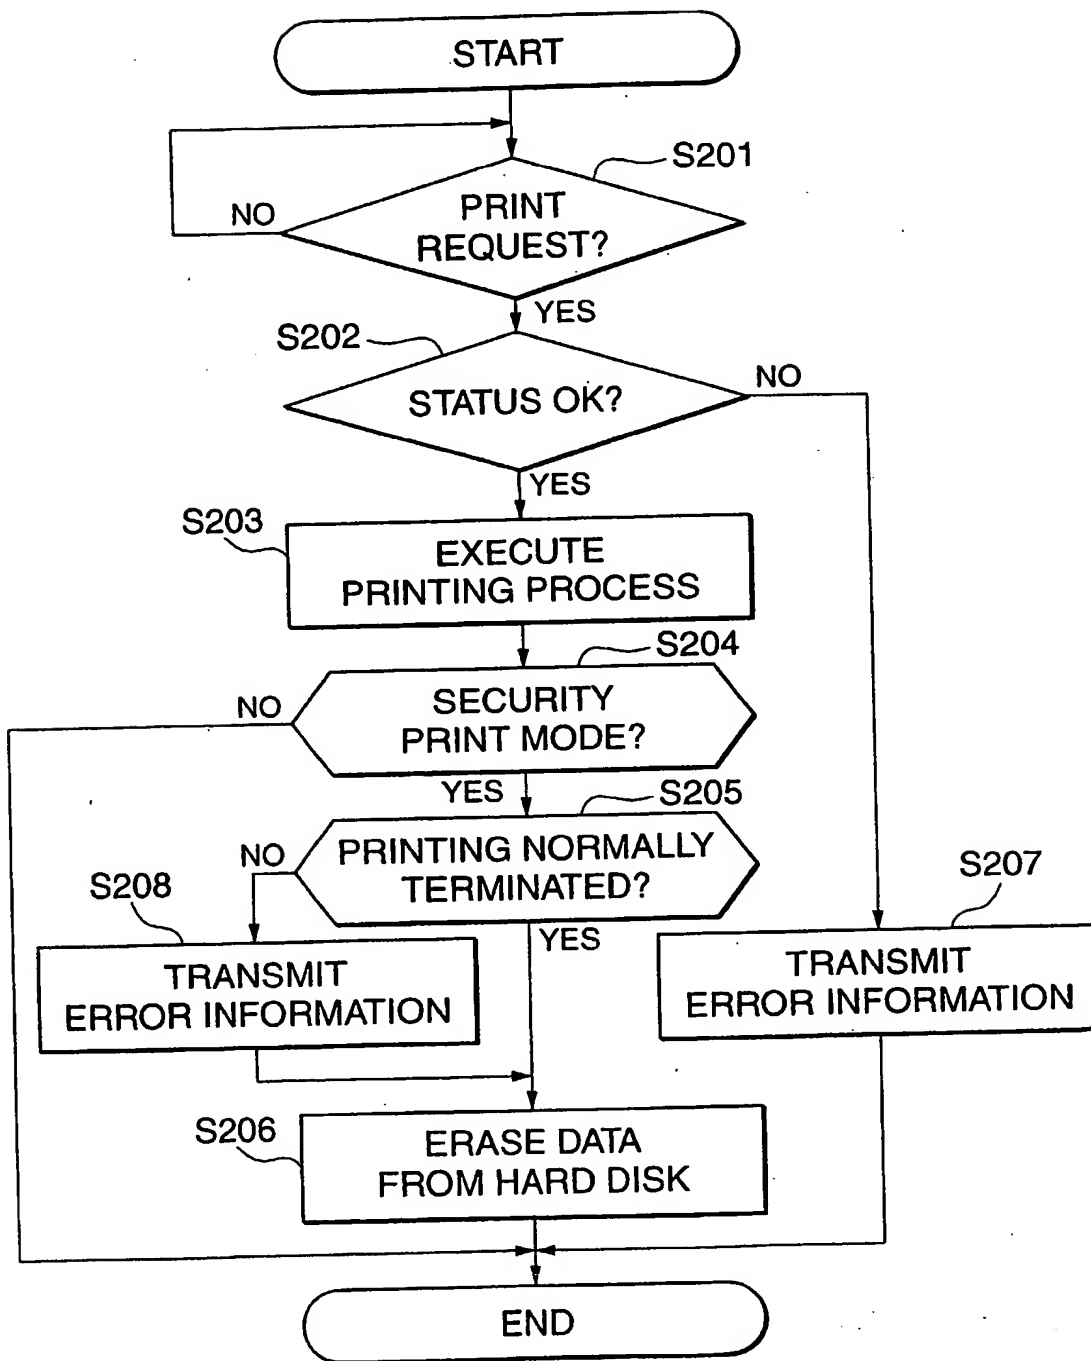 START
S201
PRINT
REQUEST?
NO
YES
S202
STATUS OK?
NO
YES
S203
EXECUTE
PRINTING PROCESS
S204
SECURITY
PRINT MODE?
NO
YES
S205
PRINTING NORMALLY
TERMINATED?
NO
YES
S208
TRANSMIT
ERROR INFORMATION
S207
TRANSMIT
ERROR INFORMATION
S206
ERASE DATA
FROM HARD DISK
END